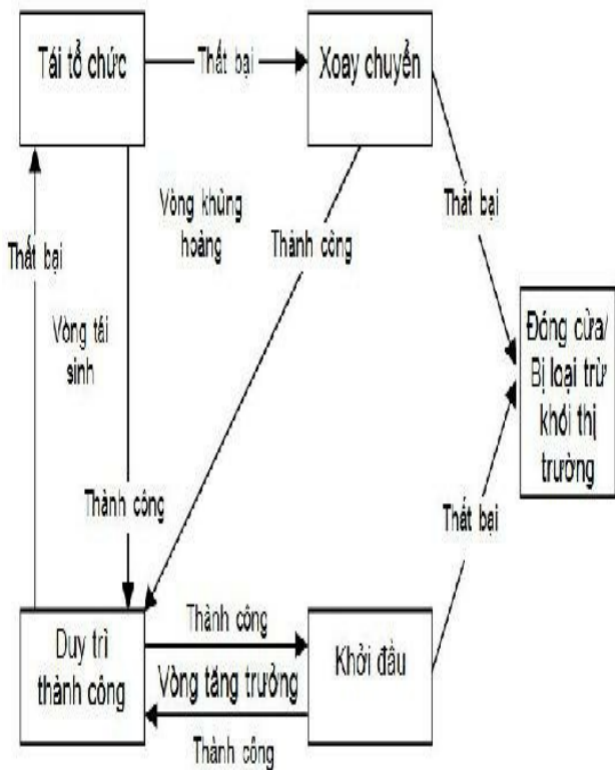 Tái tổ chức
Thất bại
Xoay chuyển
Vòng khủng
hoảng
Thất bại
Thất bại
Thành công
Vòng tái
sinh
Đóng cửa/
Bị loại trừ
khỏi thị
trường
Thành công
Thất bại
Duy trì
thành công
Thành công
Vòng tăng trưởng
Thành công
Khởi đầu